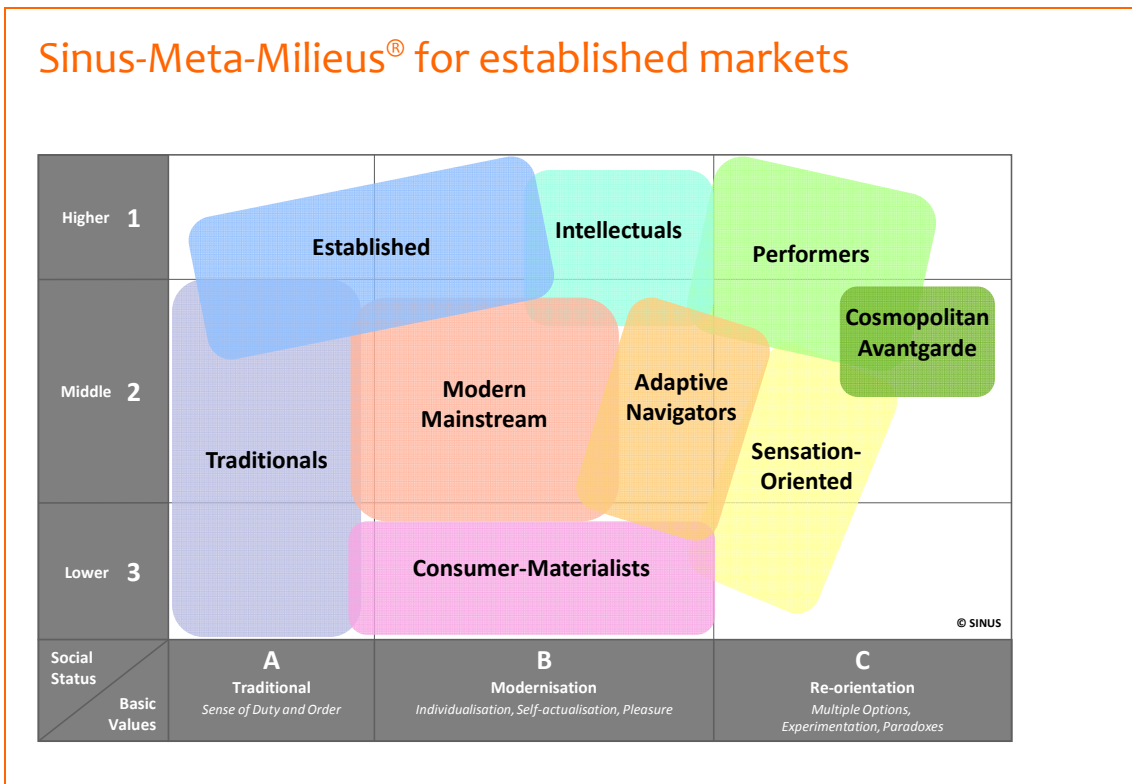 Sinus-Meta-Milieus® for established markets
Higher 1
Established
Intellectuals
Performers
Cosmopolitan
Avantgarde
Middle 2
Traditionals
Modern
Mainstream
Adaptive
Navigators
Sensation-
Oriented
Lower 3
Consumer-Materialists
© SINUS
Social
Status
Basic
Values
A
Traditional
Sense of Duty and Order
B
Modernisation
Individualisation, Self-actualisation, Pleasure
C
Re-orientation
Multiple Options,
Experimentation, Paradoxes